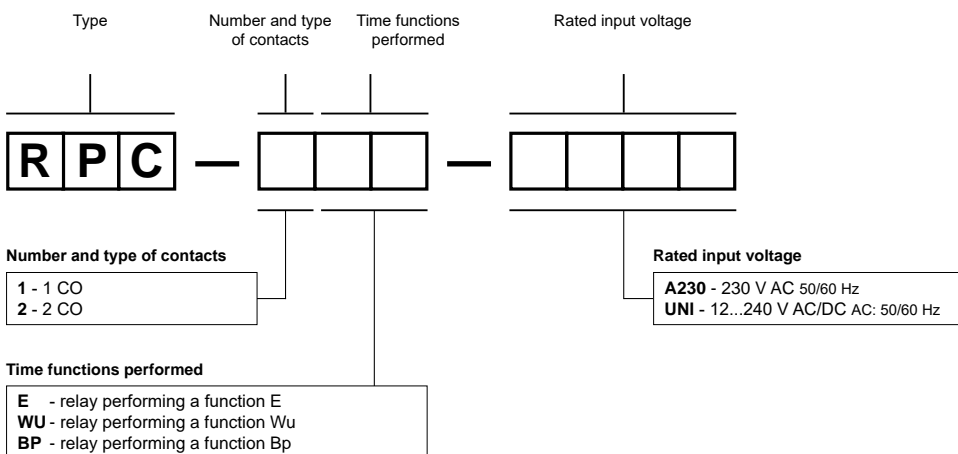 Type
Number and type
of contacts
Time functions
performed
Rated input voltage
R P C — —
Number and type of contacts
1 - 1 CO
2 - 2 CO
Rated input voltage
A230 - 230 V AC 50/60 Hz
UNI - 12...240 V AC/DC AC: 50/60 Hz
Time functions performed
E - relay performing a function E
WU - relay performing a function Wu
BP - relay performing a function Bp